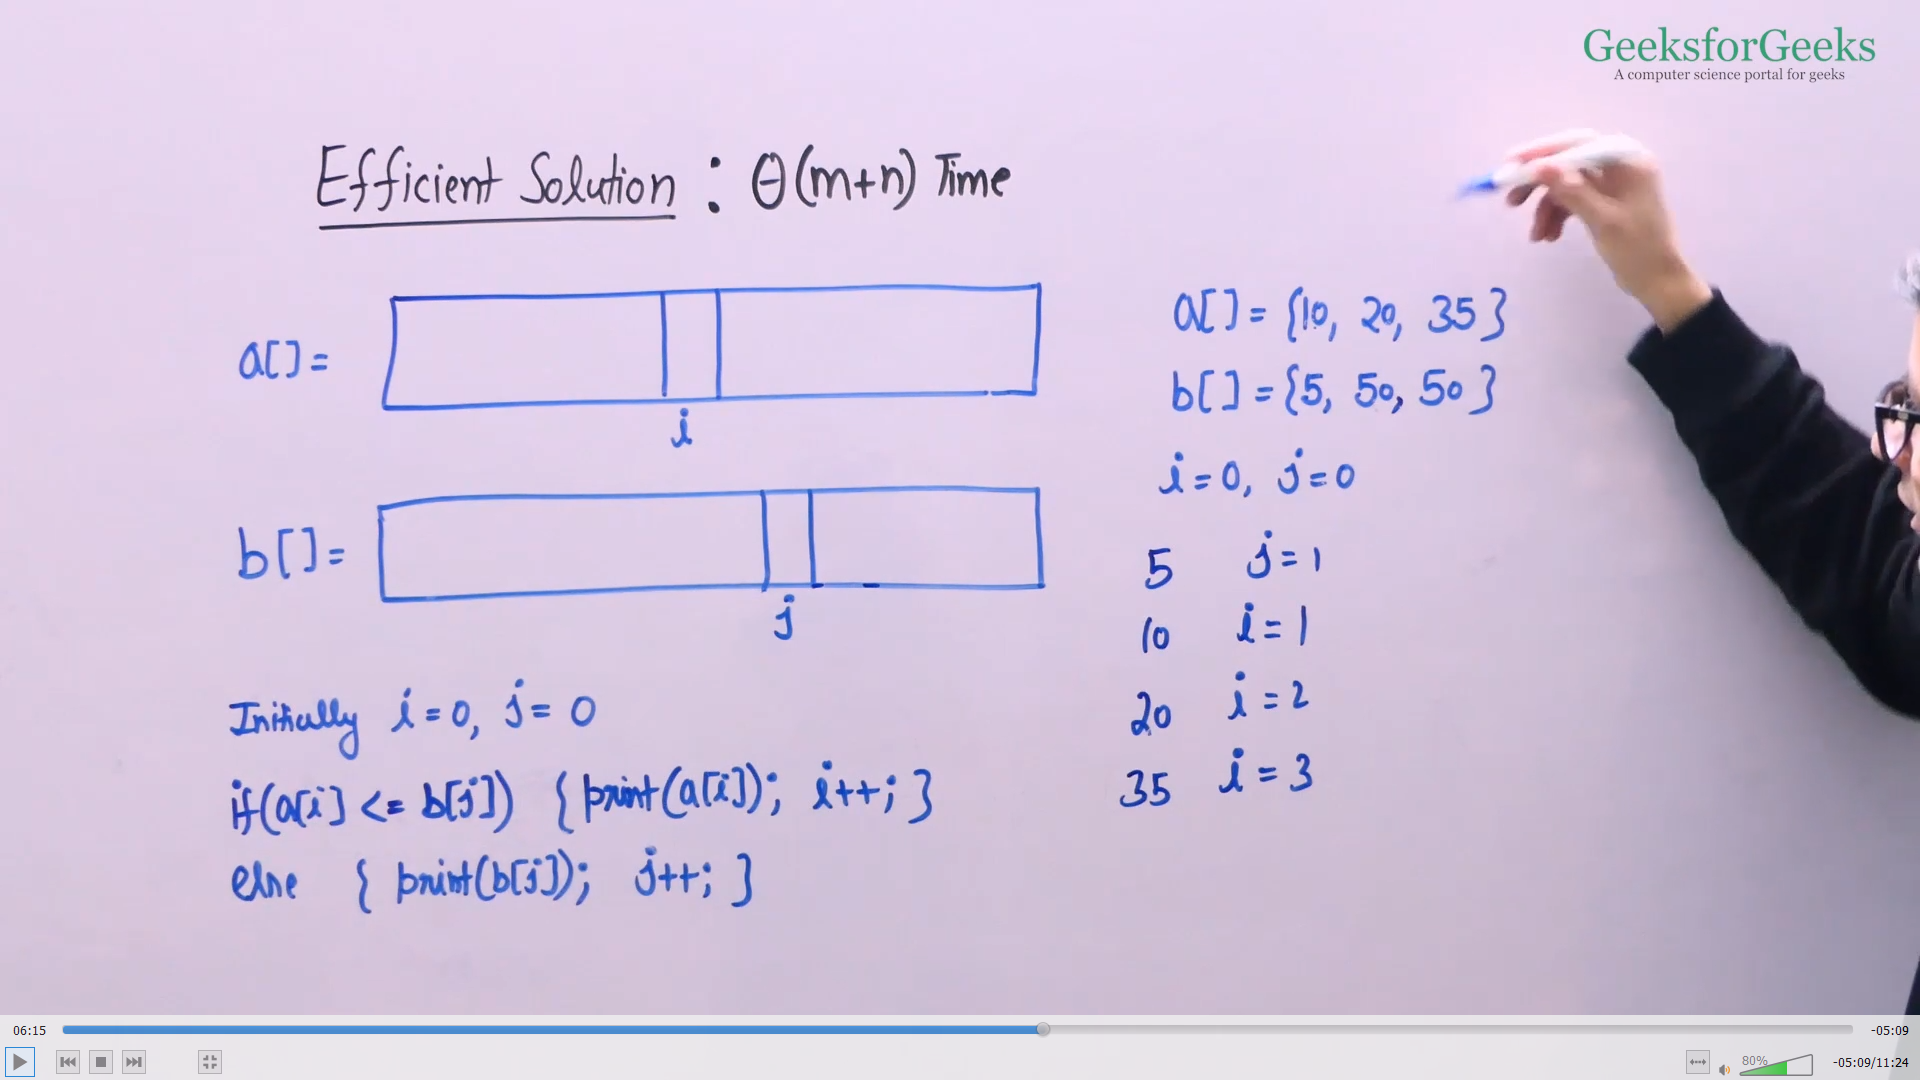 GeeksforGeeks
A computer science portal for geeks
Efficient Solution : θ(m+n) Time
a[] =
i
b[] =
j
Initially i = 0, j = 0
if(a[i] <= b[j]) { print(a[i]); i++; }
else { print(b[j]); j++; }
a[] = {10, 20, 35}
b[] = {5, 50, 50}
i = 0, j = 0
5 j = 1
10 i = 1
20 i = 2
35 i = 3
06:15
-05:09
80%
-05:09/11:24